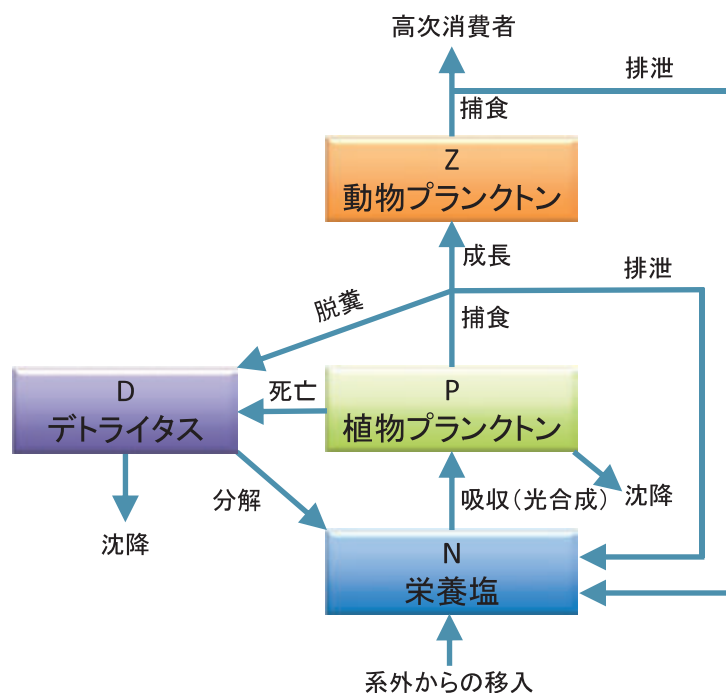 高次消費者
排泄
捕食
Z
動物プランクトン
成長
排泄
脱糞
捕食
D
デトライタス
死亡
P
植物プランクトン
分解
吸収（光合成）
沈降
沈降
N
栄養塩
系外からの移入